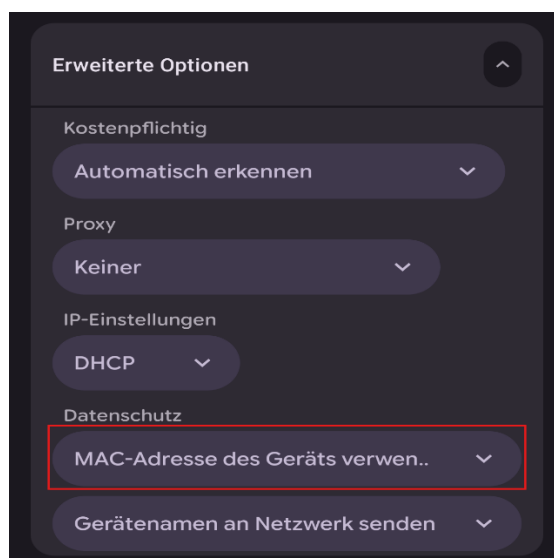 Erweiterte Optionen
Kostenpflichtig
Automatisch erkennen
Proxy
Keiner
IP-Einstellungen
DHCP
Datenschutz
MAC-Adresse des Geräts verwen..
Gerätenamen an Netzwerk senden